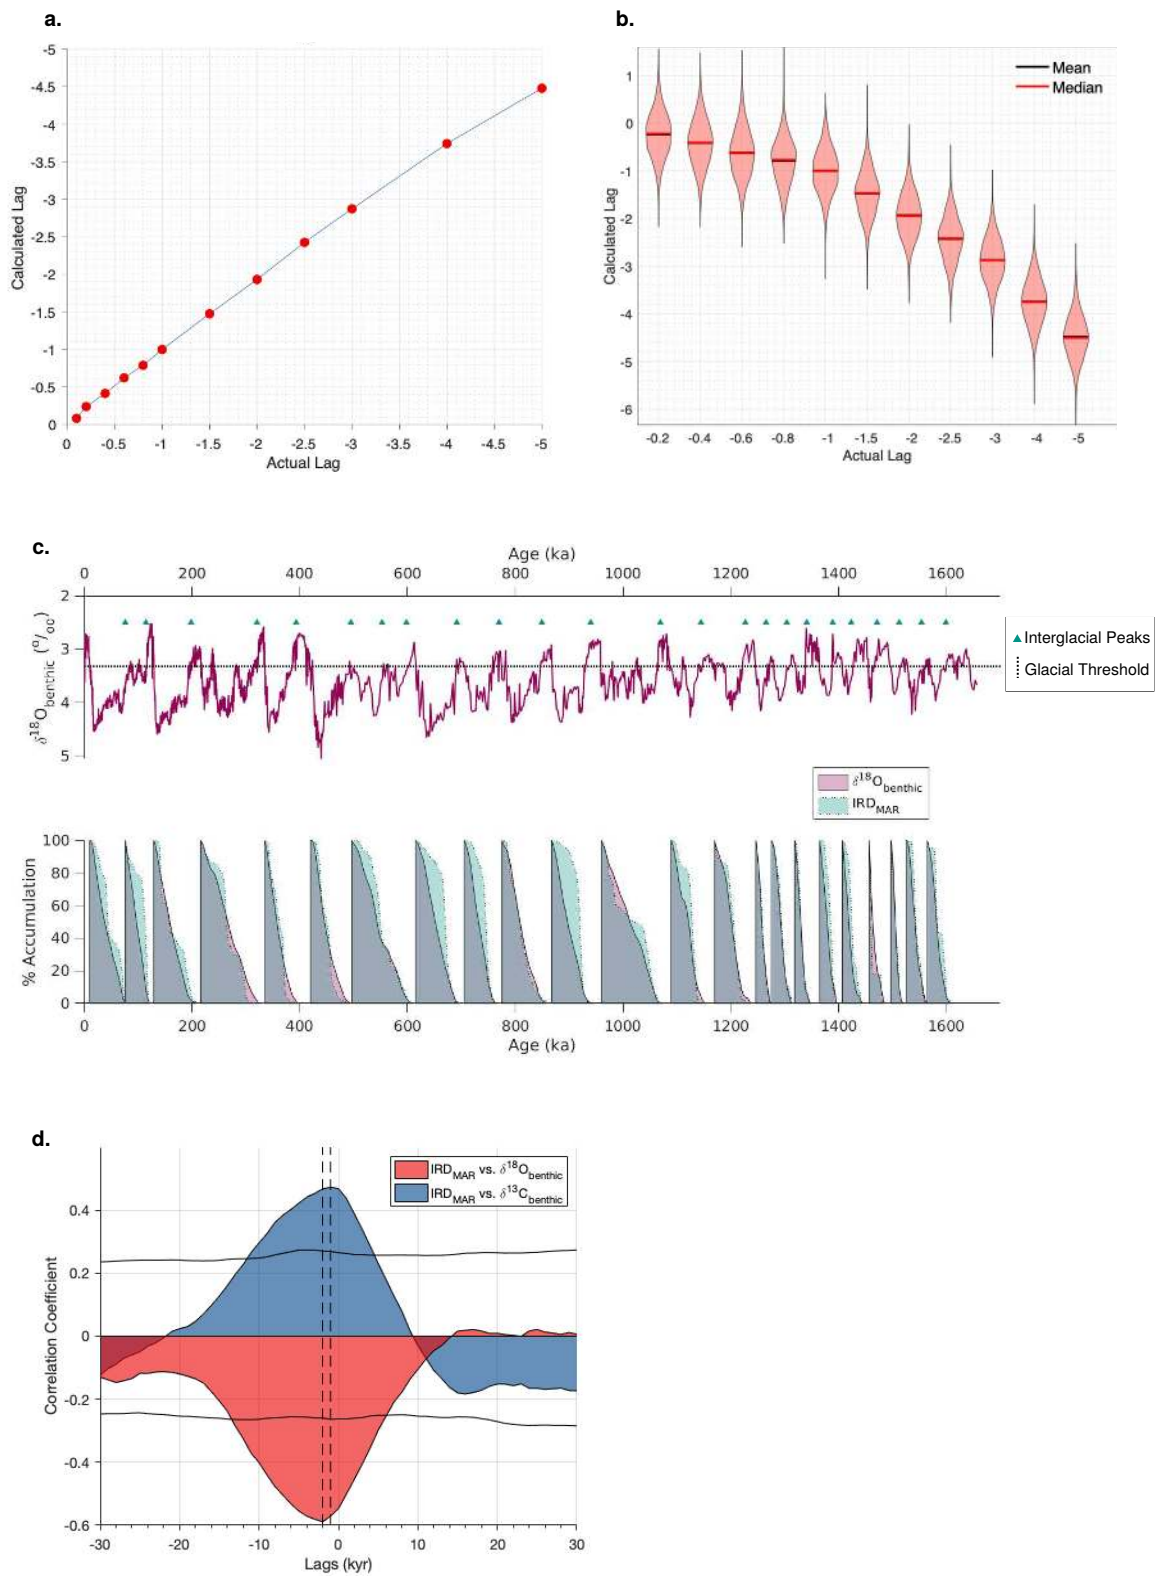 a.
-5
-4.5
-4
-3.5
-3
-2.5
-2
-1.5
-1
-0.5
0
Calculated Lag
0 -0.5 -1 -1.5 -2 -2.5 -3 -3.5 -4 -4.5 -5
Actual Lag
b.
Mean
Median
1
0
-1
-2
-3
-4
-5
-6
Calculated Lag
-0.2 -0.4 -0.6 -0.8 -1 -1.5 -2 -2.5 -3 -4 -5
Actual Lag
c.
Age (ka)
0 200 400 600 800 1000 1200 1400 1600
2
3
4
5
δ18Obenthic (o/oo)
Interglacial Peaks
Glacial Threshold
δ18Obenthic
IRDMAR
100
80
60
40
20
0
% Accumulation
0 200 400 600 800 1000 1200 1400 1600
Age (ka)
d.
IRDMAR vs. δ18Obenthic
IRDMAR vs. δ13Cbenthic
0.4
0.2
0
-0.2
-0.4
-0.6
Correlation Coefficient
-30 -20 -10 0 10 20 30
Lags (kyr)